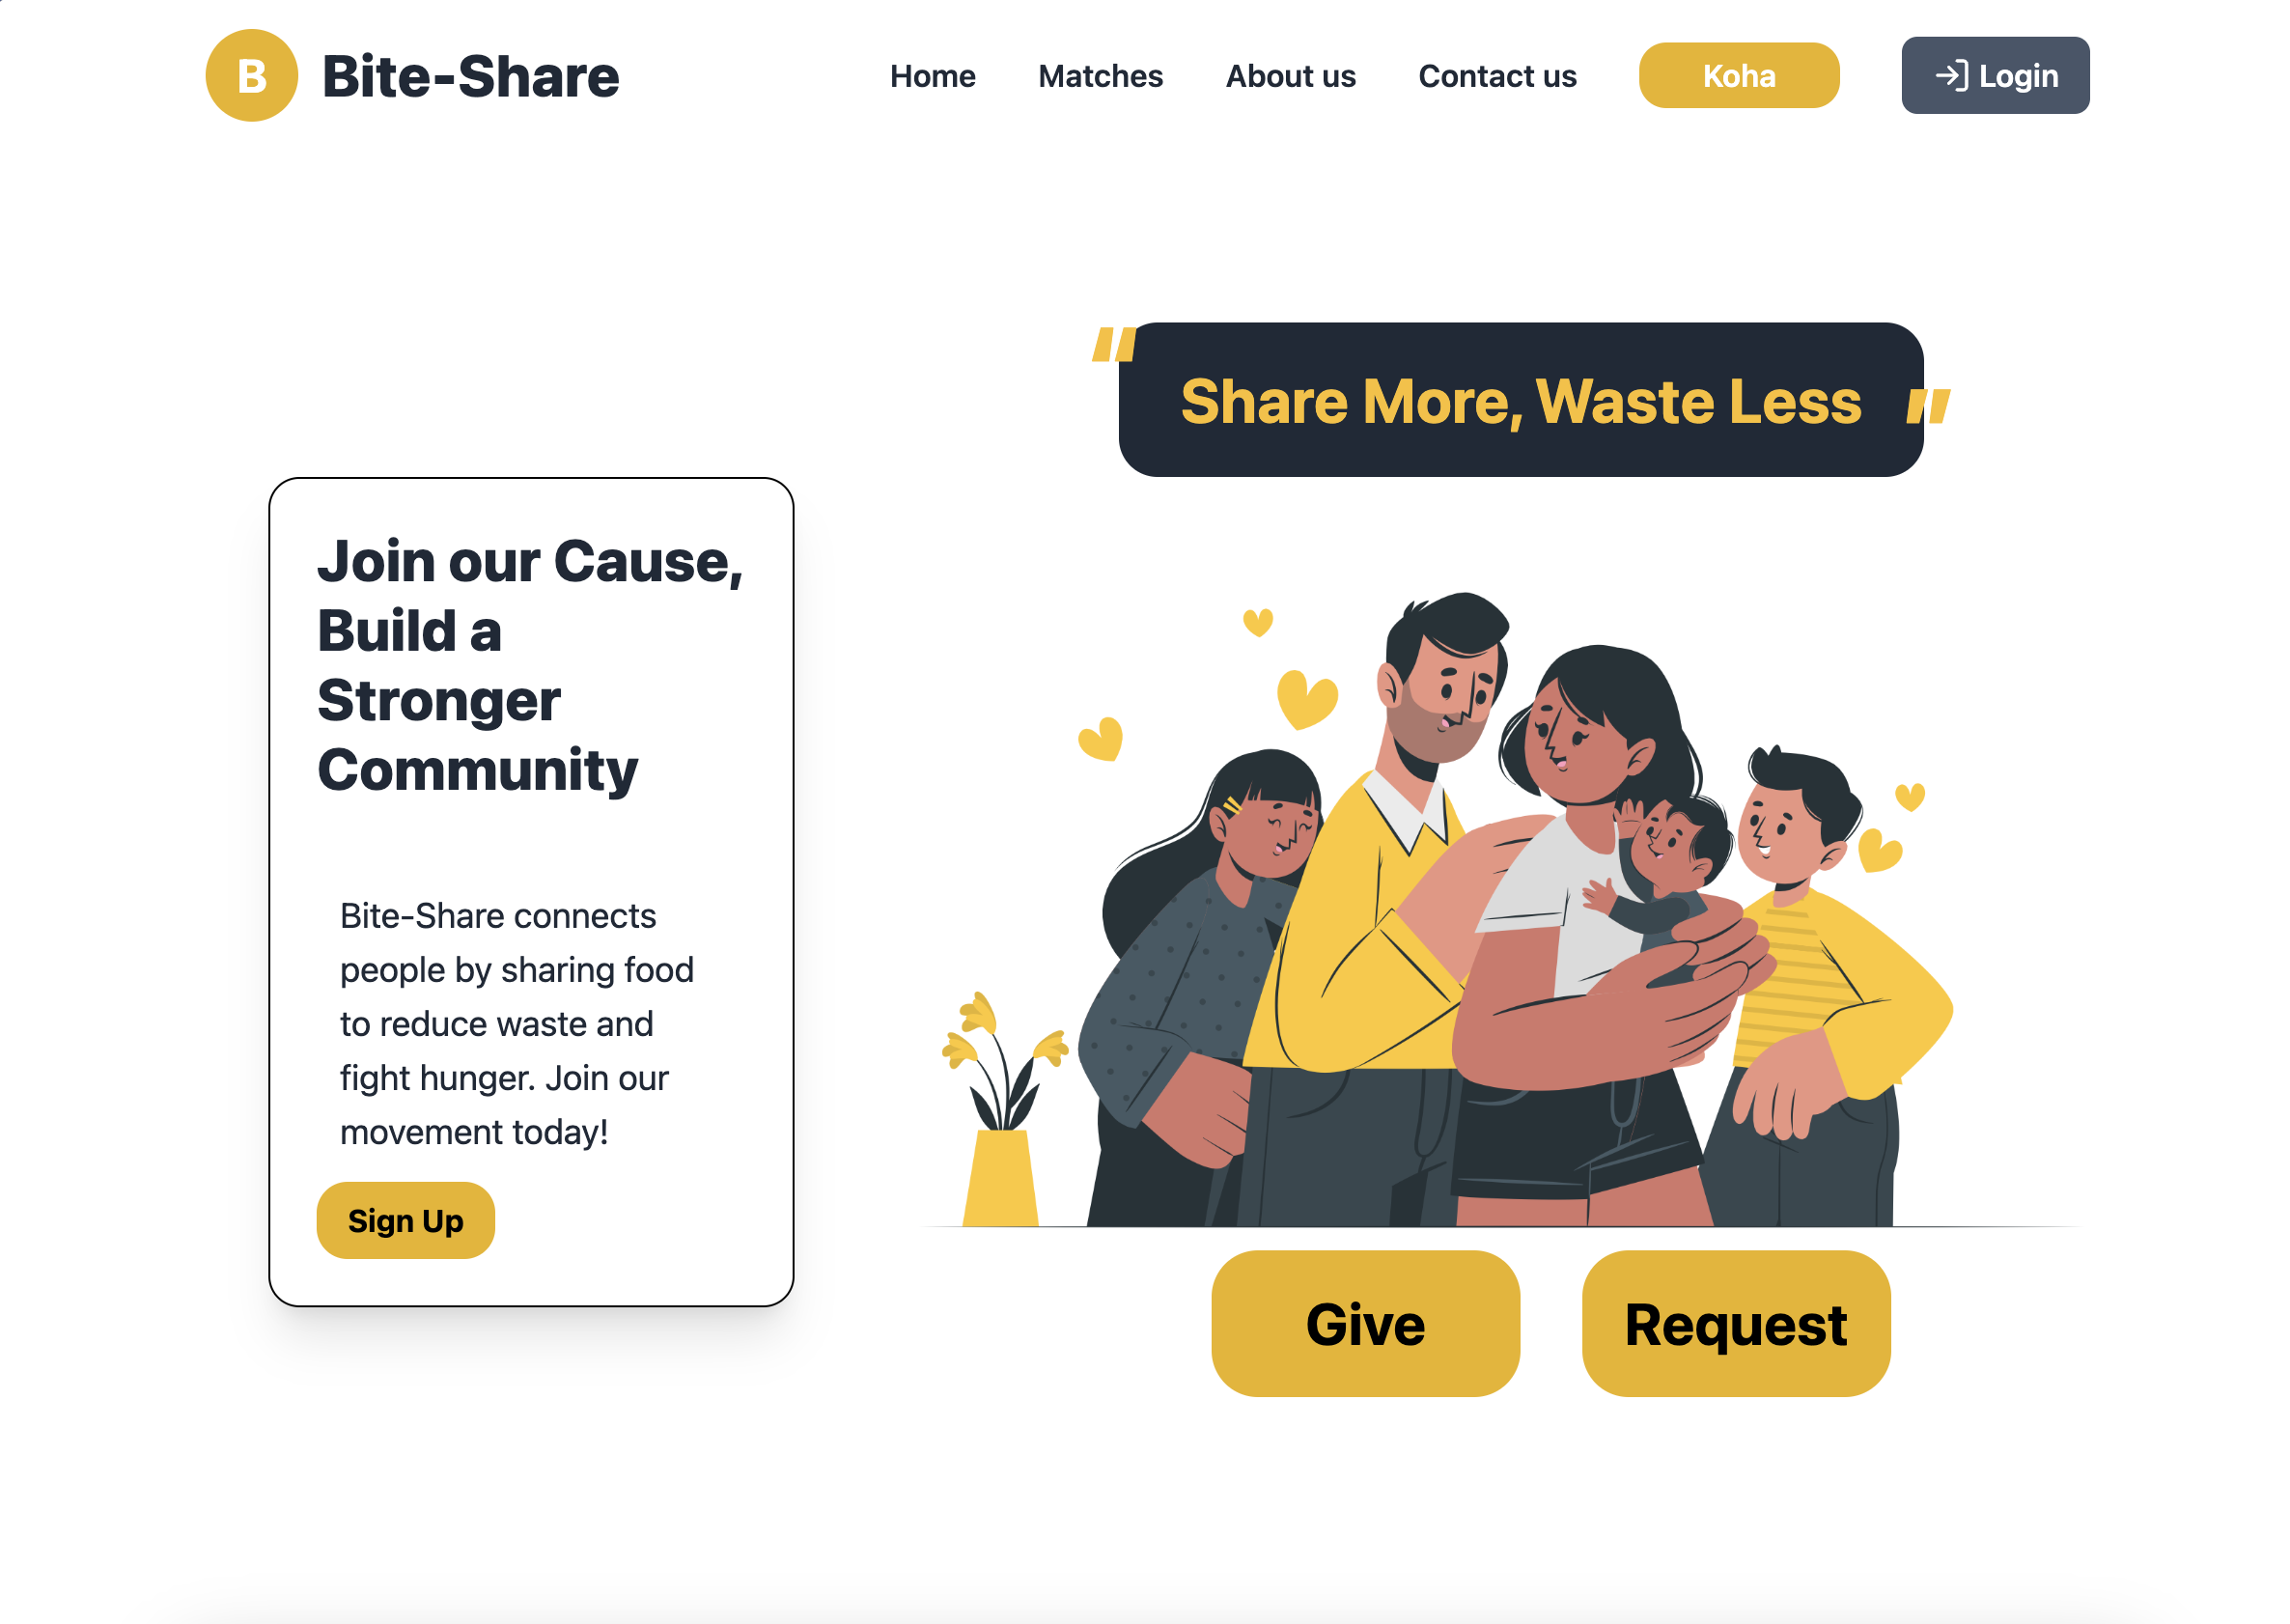 B
Bite-Share
Home
Matches
About us
Contact us
Koha
Login
" Share More, Waste Less "
Join our Cause,
Build a
Stronger
Community
Bite-Share connects
people by sharing food
to reduce waste and
fight hunger. Join our
movement today!
Sign Up
Give
Request